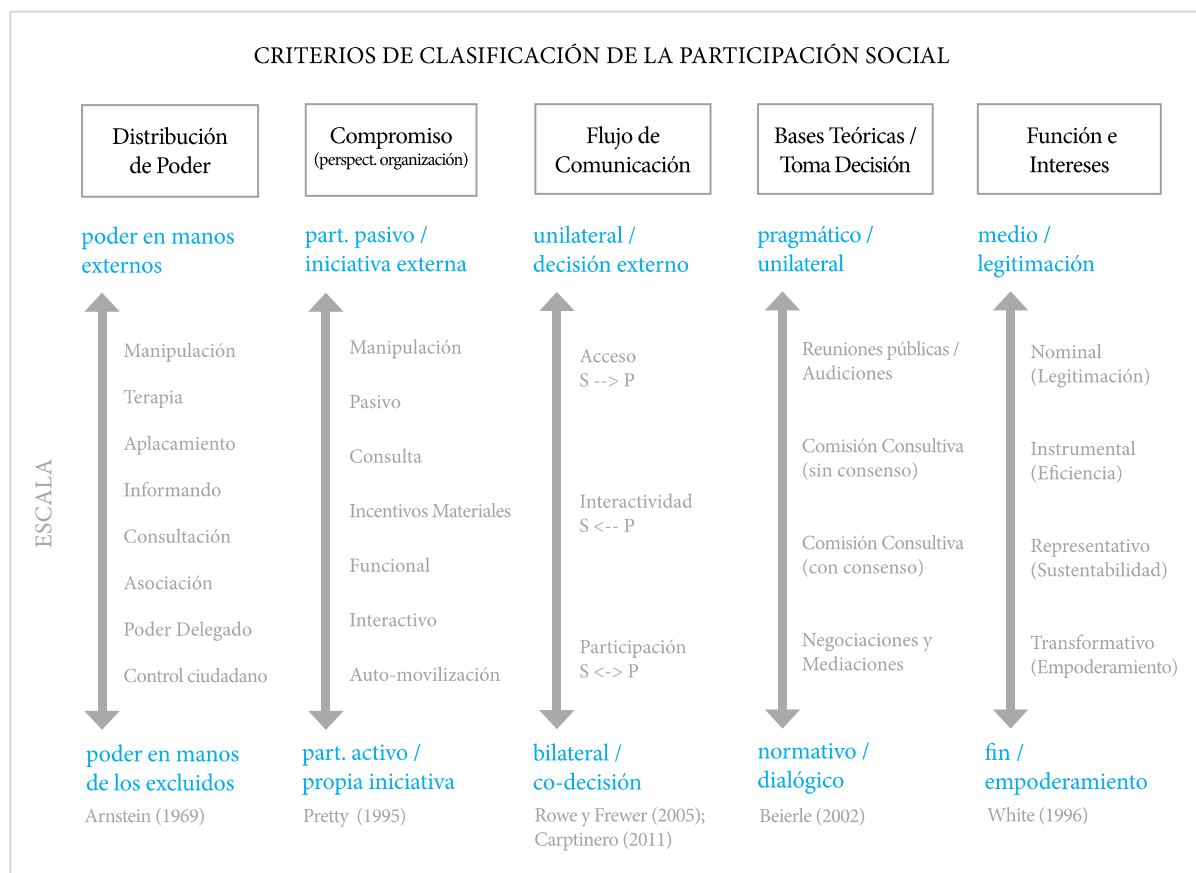 CRITERIOS DE CLASIFICACIÓN DE LA PARTICIPACIÓN SOCIAL
Distribución
de Poder
poder en manos
externos
Manipulación
Terapia
Aplacamiento
Informando
Consultación
Asociación
Poder Delegado
Control ciudadano
poder en manos
de los excluidos
Arnstein (1969)
Compromiso
(perspect. organización)
part. pasivo /
iniciativa externa
Manipulación
Pasivo
Consulta
Incentivos Materiales
Funcional
Interactivo
Auto-movilización
part. activo /
propia iniciativa
Pretty (1995)
Flujo de
Comunicación
unilateral /
decisión externo
Acceso
S --> P
Interactividad
S <-- P
Participación
S <-> P
bilateral /
co-decisión
Rowe y Frewer (2005);
Carptinero (2011)
Bases Teóricas /
Toma Decisión
pragmático /
unilateral
Reuniones públicas /
Audiciones
Comisión Consultiva
(sin consenso)
Comisión Consultiva
(con consenso)
Negociaciones y
Mediaciones
normativo /
dialógico
Beierle (2002)
Función e
Intereses
medio /
legitimación
Nominal
(Legitimación)
Instrumental
(Eficiencia)
Representativo
(Sustentabilidad)
Transformativo
(Empoderamiento)
fin /
empoderamiento
White (1996)
ESCALA